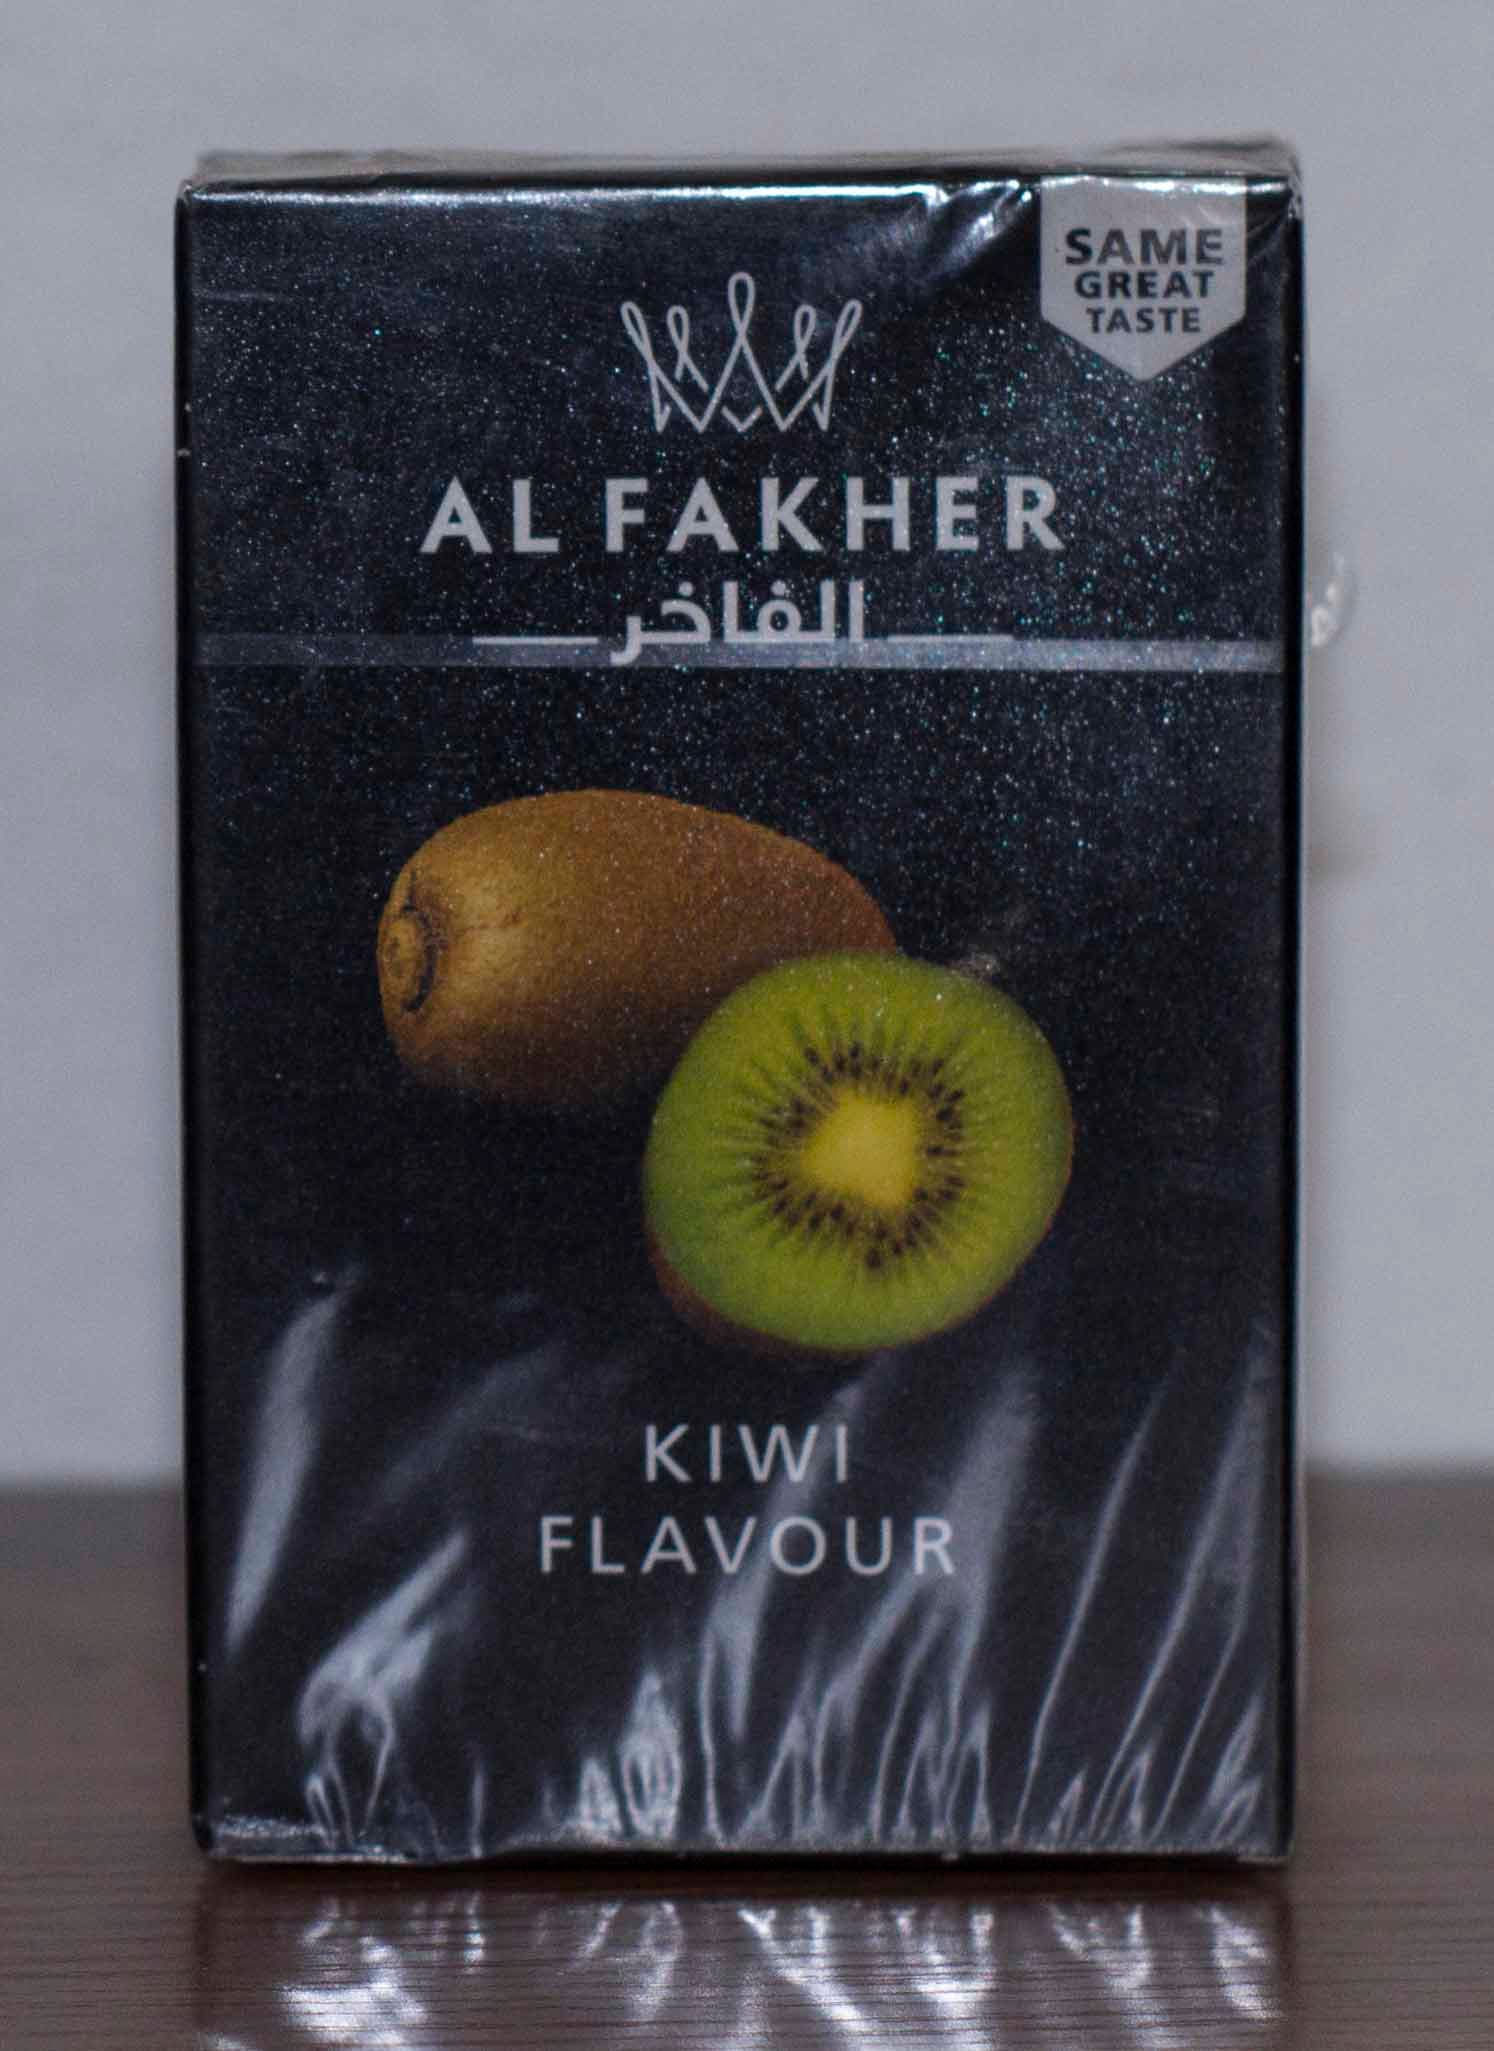 SAME
GREAT
TASTE
AL FAKHER
الفاخر
KIWI
FLAVOUR